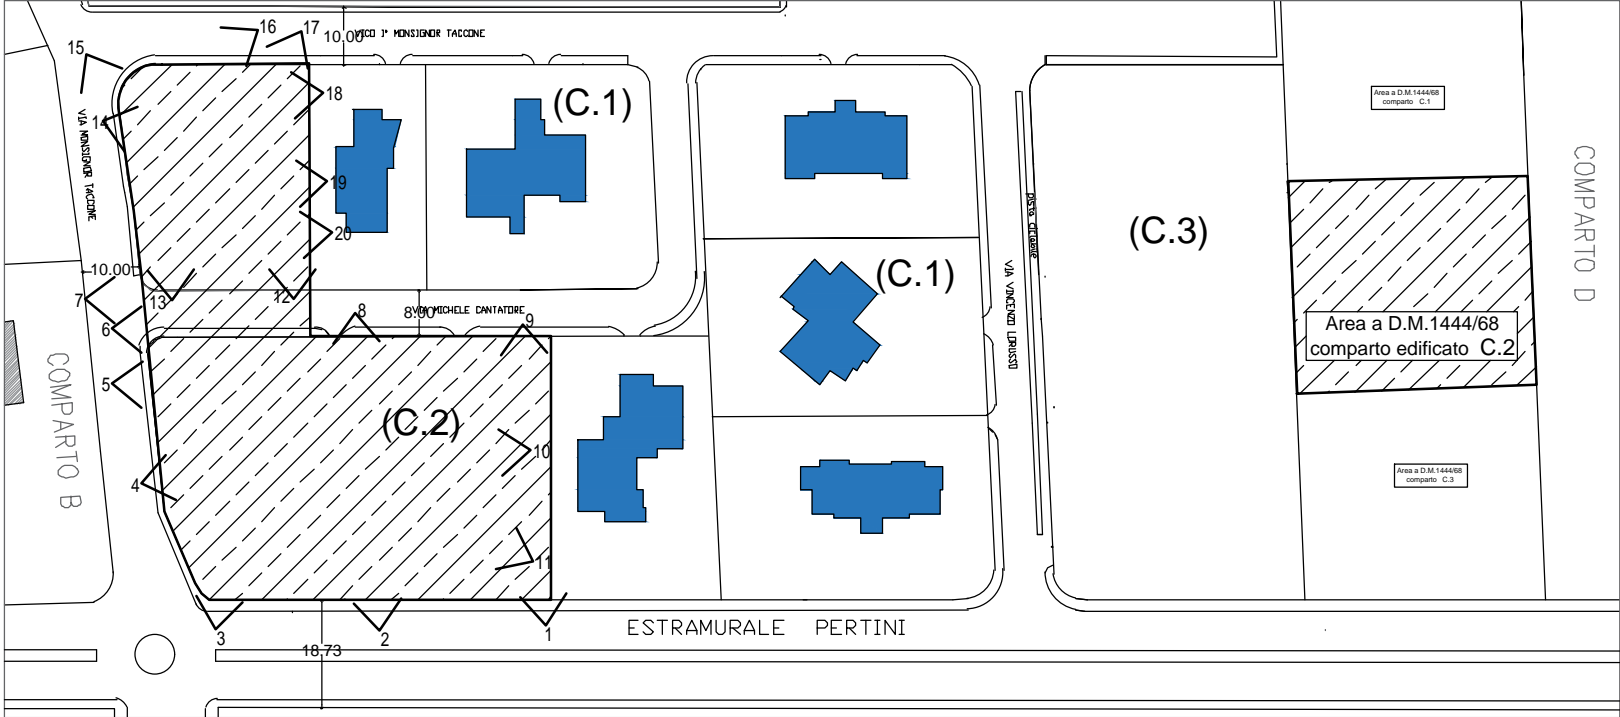 16
17
10.00
VICO 1° MONSIGNOR TACCONE
15
18
(C.1)
Area a D.M.1444/68
comparto C.1
14
VIA MONSIGNOR TACCONE
19
20
pista ciclabile
(C.3)
COMPARTO D
10.00
7
13
12
(C.1)
6
8
8.00
VIA MICHELE CANTATORE
9
VIA VINCENZO LORUSSO
Area a D.M.1444/68
comparto edificato C.2
5
COMPARTO B
(C.2)
10
4
Area a D.M.1444/68
comparto C.3
11
3
2
1
ESTRAMURALE PERTINI
18.73